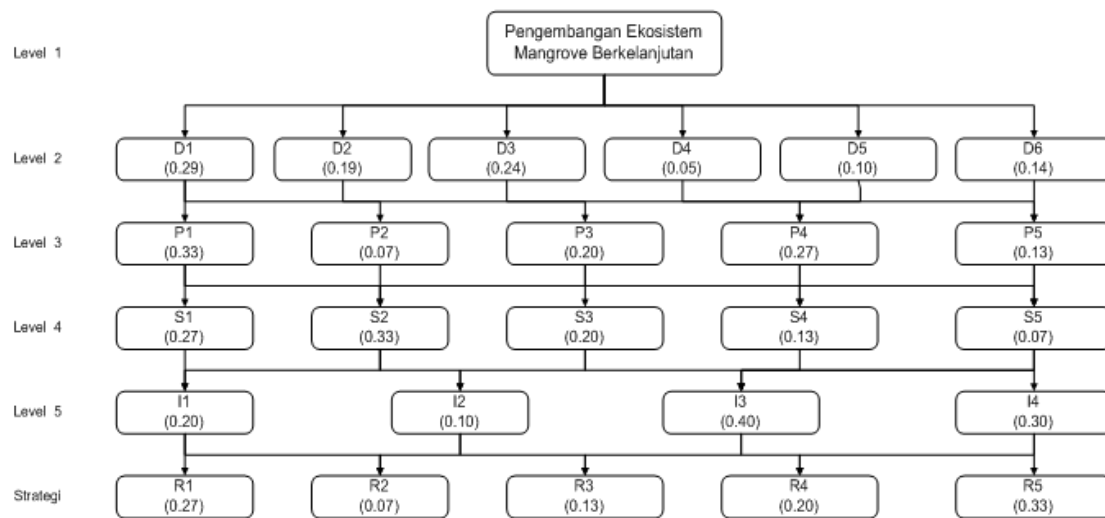 Level 1
Pengembangan Ekosistem
Mangrove Berkelanjutan
Level 2
D1
(0.29)
D2
(0.19)
D3
(0.24)
D4
(0.05)
D5
(0.10)
D6
(0.14)
Level 3
P1
(0.33)
P2
(0.07)
P3
(0.20)
P4
(0.27)
P5
(0.13)
Level 4
S1
(0.27)
S2
(0.33)
S3
(0.20)
S4
(0.13)
S5
(0.07)
Level 5
I1
(0.20)
I2
(0.10)
I3
(0.40)
I4
(0.30)
Strategi
R1
(0.27)
R2
(0.07)
R3
(0.13)
R4
(0.20)
R5
(0.33)